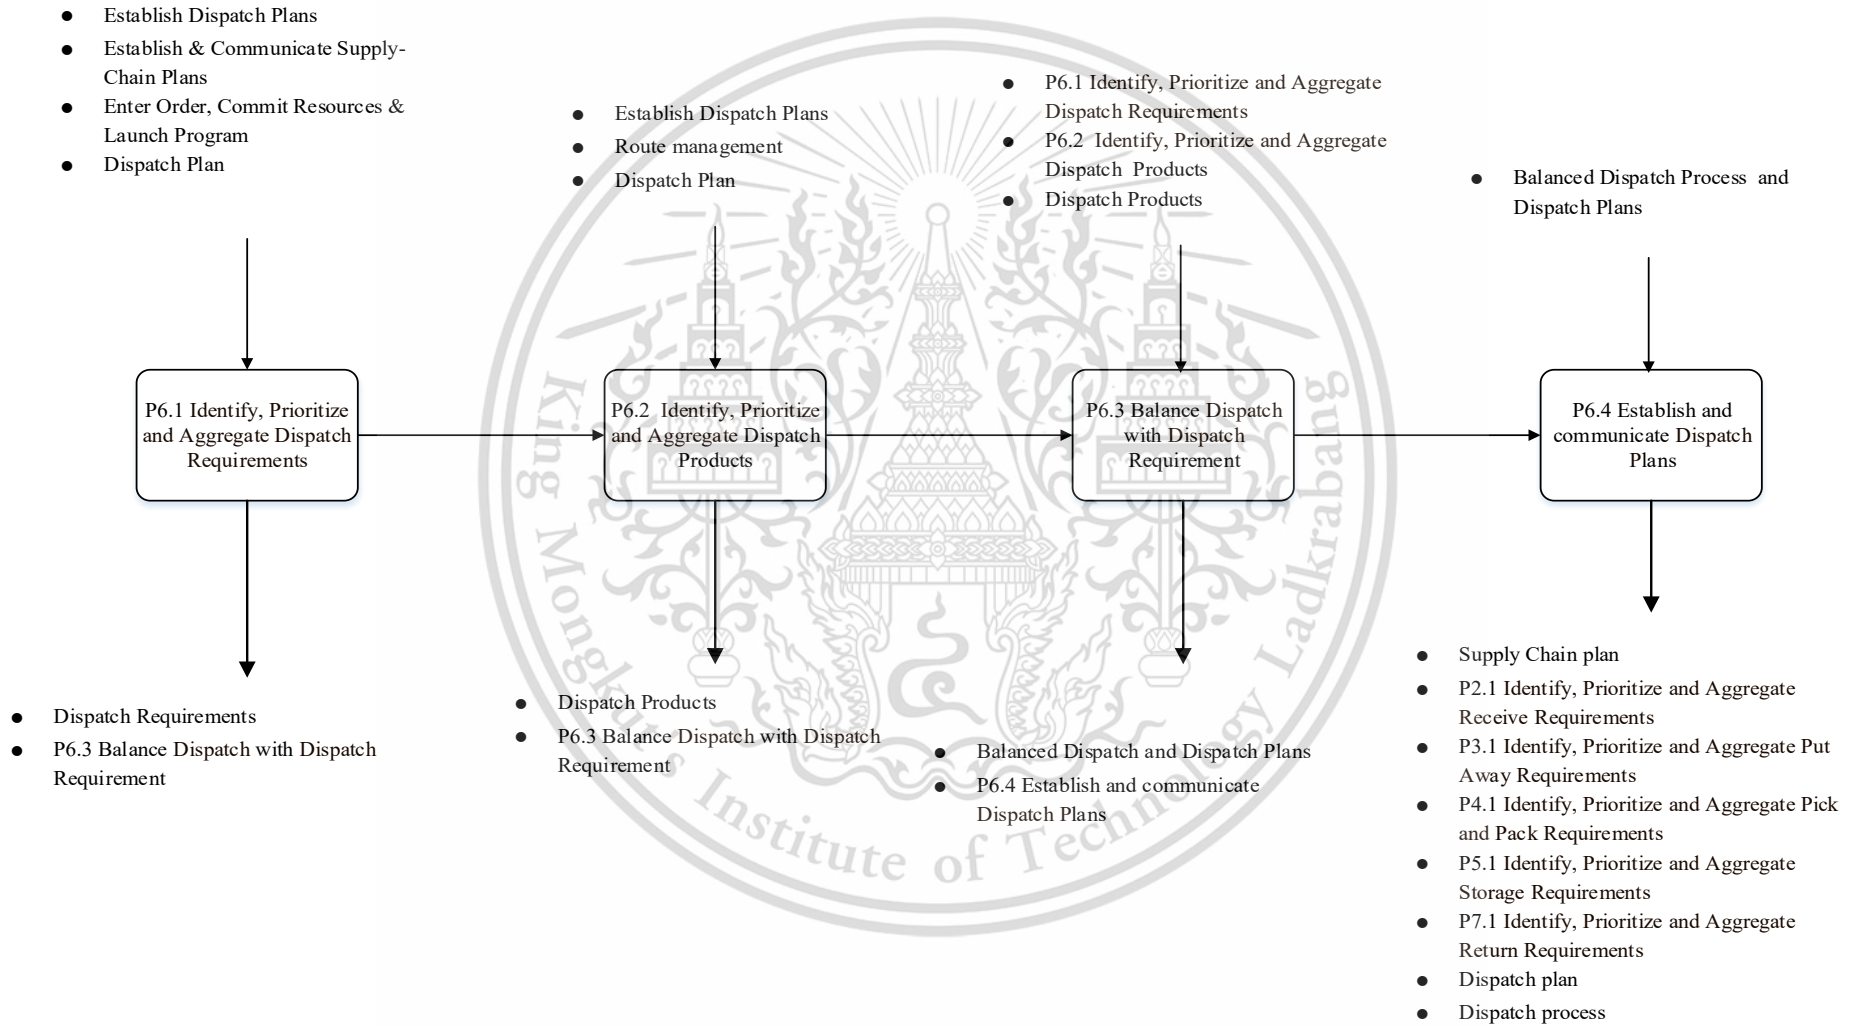 Establish Dispatch Plans
Establish & Communicate Supply-
Chain Plans
Enter Order, Commit Resources &
Launch Program
Dispatch Plan
Establish Dispatch Plans
Route management
Dispatch Plan
P6.1 Identify, Prioritize and Aggregate
Dispatch Requirements
P6.2 Identify, Prioritize and Aggregate
Dispatch Products
Dispatch Products
Balanced Dispatch Process and
Dispatch Plans
P6.1 Identify, Prioritize
and Aggregate Dispatch
Requirements
P6.2 Identify, Prioritize
and Aggregate Dispatch
Products
P6.3 Balance Dispatch
with Dispatch
Requirement
P6.4 Establish and
communicate Dispatch
Plans
Dispatch Requirements
P6.3 Balance Dispatch with Dispatch
Requirement
Dispatch Products
P6.3 Balance Dispatch with Dispatch
Requirement
Balanced Dispatch and Dispatch Plans
P6.4 Establish and communicate
Dispatch Plans
Supply Chain plan
P2.1 Identify, Prioritize and Aggregate
Receive Requirements
P3.1 Identify, Prioritize and Aggregate Put
Away Requirements
P4.1 Identify, Prioritize and Aggregate Pick
and Pack Requirements
P5.1 Identify, Prioritize and Aggregate
Storage Requirements
P7.1 Identify, Prioritize and Aggregate
Return Requirements
Dispatch plan
Dispatch process
King Mongkut's Institute of Technology Ladkrabang